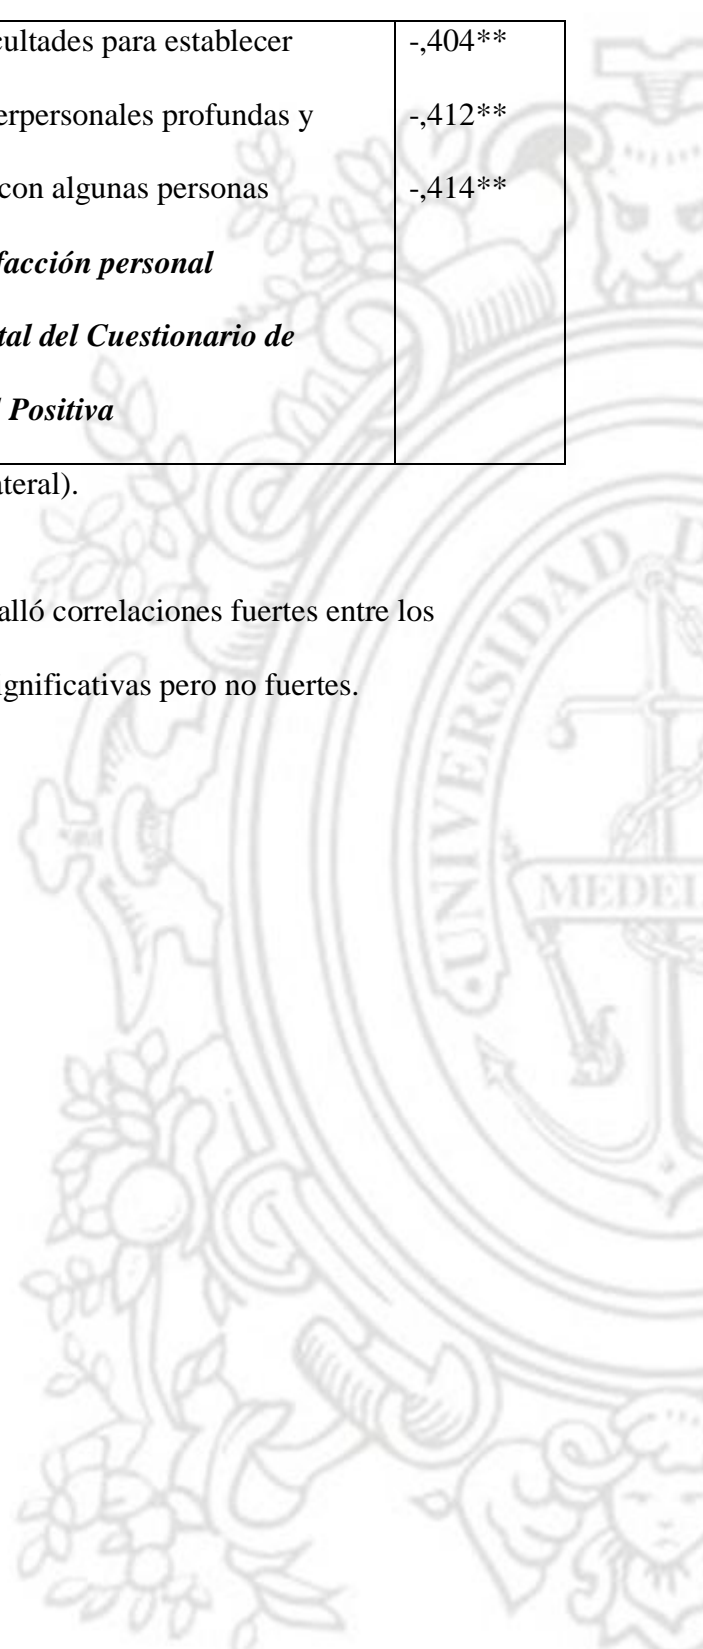 cultades para establecer -,404**
erpersonales profundas y -,412**
con algunas personas -,414**
facción personal
tal del Cuestionario de
l Positiva
ateral).
alló correlaciones fuertes entre los
ignificativas pero no fuertes.
UNIVERSIDAD D
MEDEL